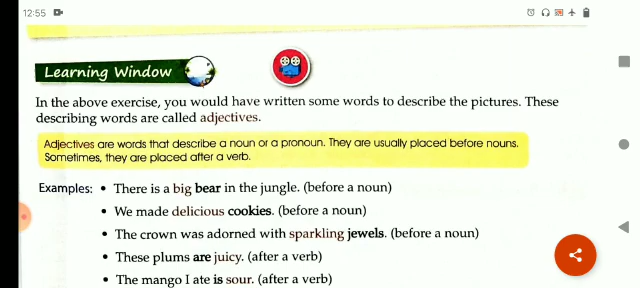 12:55
Learning Window
In the above exercise, you would have written some words to describe the pictures. These
describing words are called adjectives.
Adjectives are words that describe a noun or a pronoun. They are usually placed before nouns.
Sometimes, they are placed after a verb.
Examples: • There is a big bear in the jungle. (before a noun)
• We made delicious cookies. (before a noun)
• The crown was adorned with sparkling jewels. (before a noun)
• These plums are juicy. (after a verb)
• The mango I ate is sour. (after a verb)